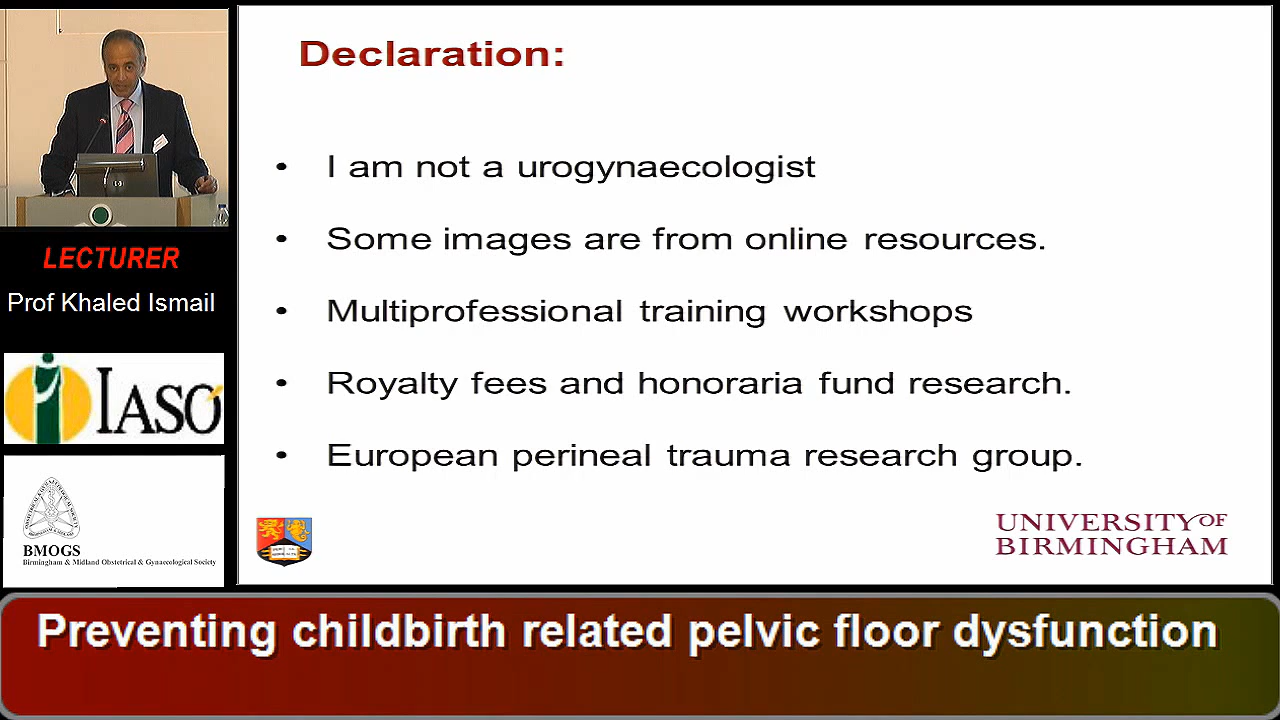 Declaration:
• I am not a urogynaecologist
• Some images are from online resources.
• Multiprofessional training workshops
• Royalty fees and honoraria fund research.
• European perineal trauma research group.
UNIVERSITY OF
BIRMINGHAM
LECTURER
Prof Khaled Ismail
IASO
BMOGS
Birmingham & Midland Obstetrical & Gynaecological Society
Preventing childbirth related pelvic floor dysfunction